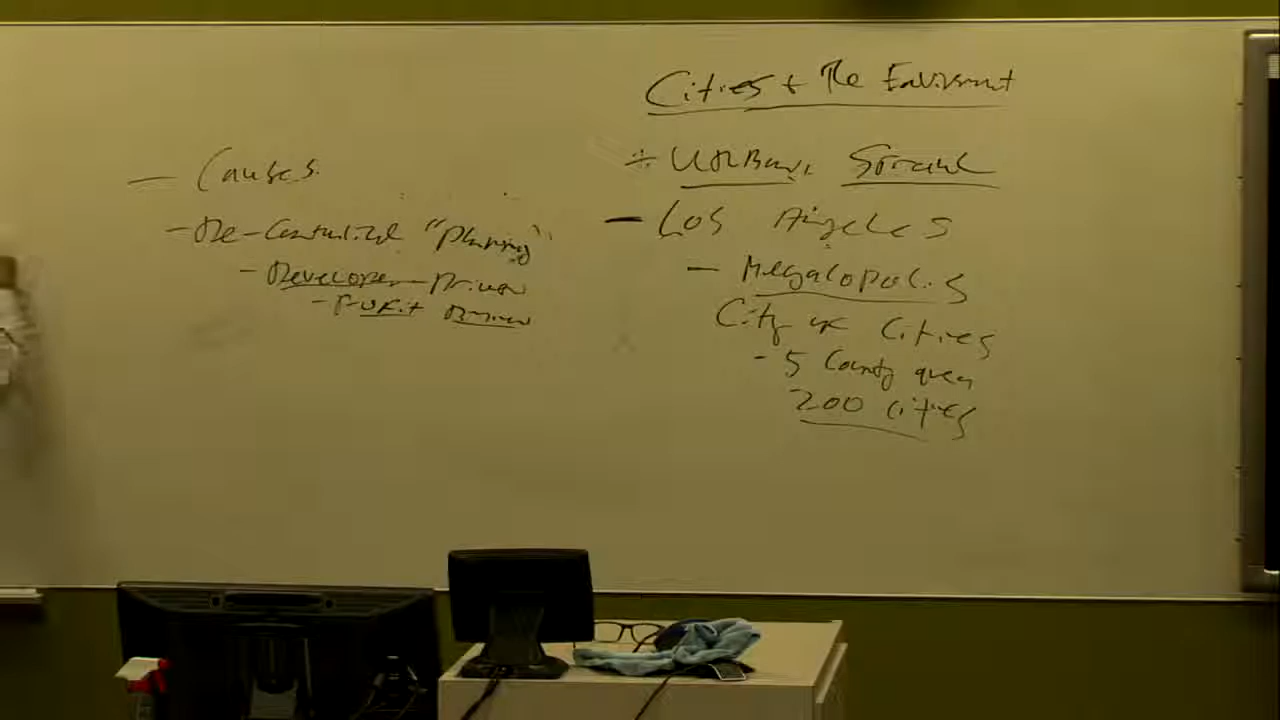 Cities + The Enviroment
÷ URBan Sprawl
— Los Angeles
— Megalopolis
City of Cities
- 5 County area
200 cities
— Causes
- De-Centralized "Planning"
- Developer Driven
- Profit Driven